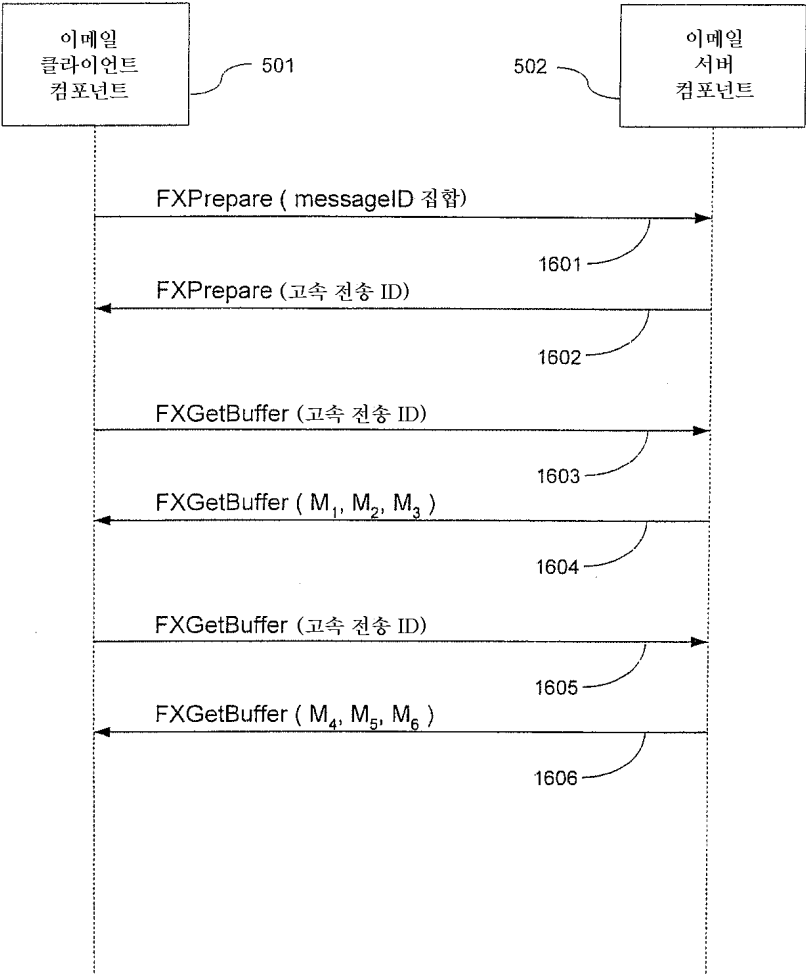 이메일
클라이언트
컴포넌트
501
502
이메일
서버
컴포넌트
FXPrepare ( messageID 집합)
1601
FXPrepare (고속 전송 ID)
1602
FXGetBuffer (고속 전송 ID)
1603
FXGetBuffer ( M₁, M₂, M₃ )
1604
FXGetBuffer (고속 전송 ID)
1605
FXGetBuffer ( M₄, M₅, M₆ )
1606